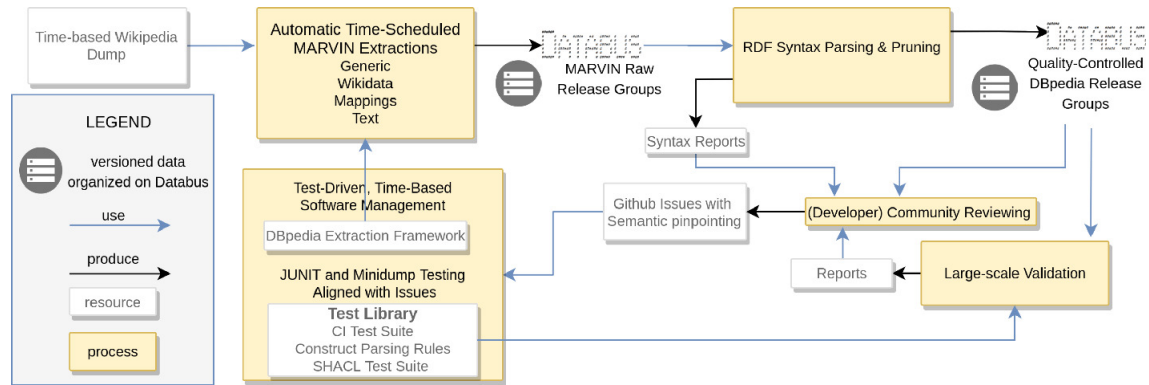 Time-based Wikipedia
Dump
Automatic Time-Scheduled
MARVIN Extractions
Generic
Wikidata
Mappings
Text
DATABUS
MARVIN Raw
Release Groups
RDF Syntax Parsing & Pruning
DATABUS
Quality-Controlled
DBpedia Release
Groups
LEGEND
versioned data
organized on Databus
use
produce
resource
process
Syntax Reports
Test-Driven, Time-Based
Software Management
DBpedia Extraction Framework
JUNIT and Minidump Testing
Aligned with Issues
Test Library
CI Test Suite
Construct Parsing Rules
SHACL Test Suite
Github Issues with
Semantic pinpointing
(Developer) Community Reviewing
Reports
Large-scale Validation